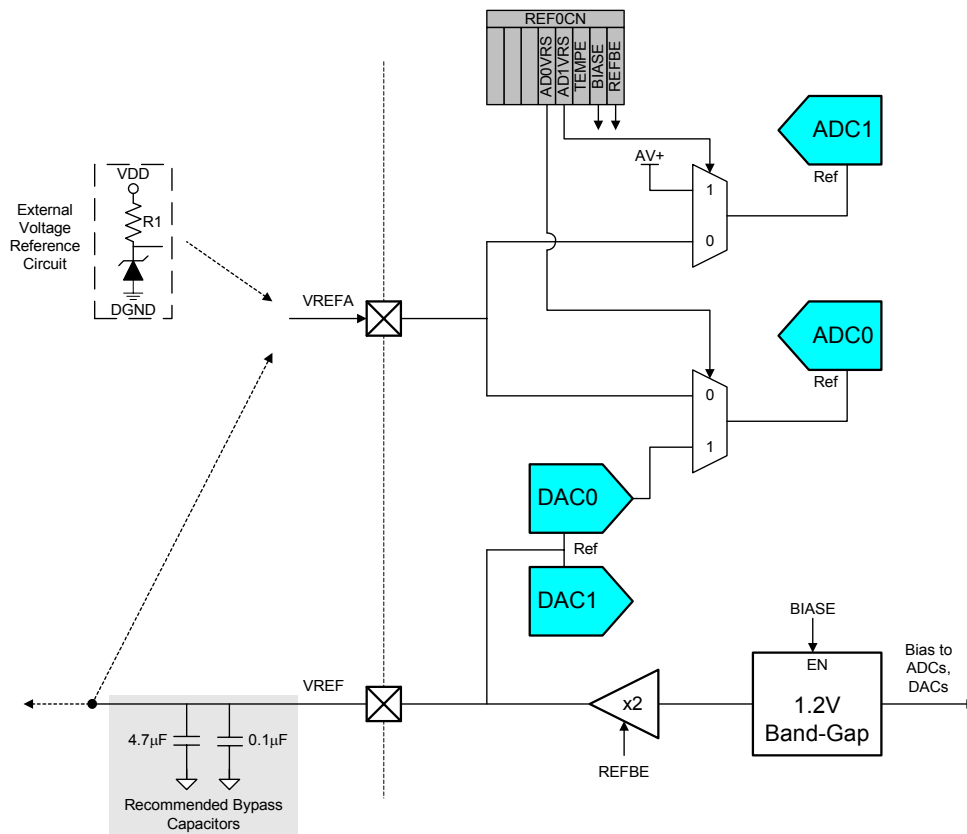 REF0CN
AD0VRS
AD1VRS
TEMPE
BIASE
REFBE
ADC1
Ref
AV+
1
0
VDD
R1
DGND
External
Voltage
Reference
Circuit
VREFA
ADC0
Ref
0
1
DAC0
Ref
DAC1
BIASE
EN
1.2V
Band-Gap
Bias to
ADCs,
DACs
VREF
x2
REFBE
4.7µF
0.1µF
Recommended Bypass
Capacitors